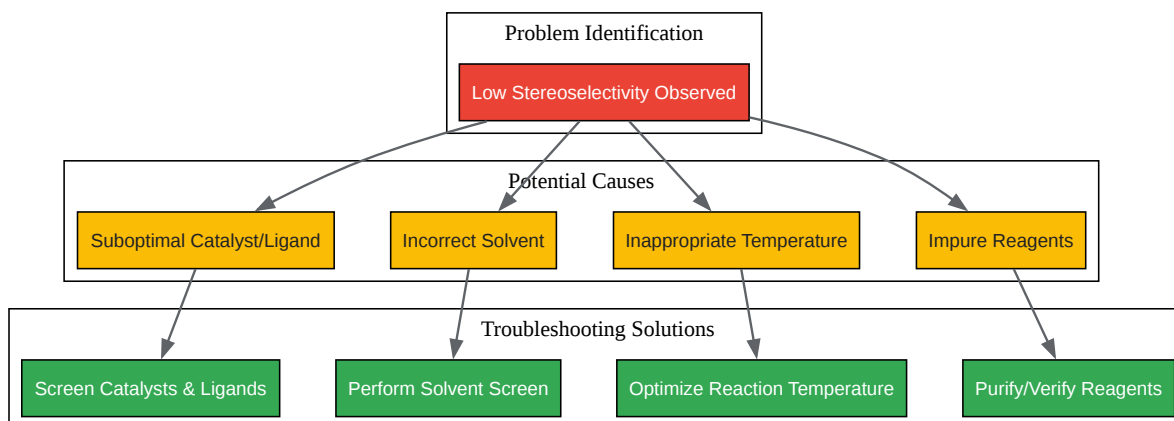 Problem Identification
Low Stereoselectivity Observed
Potential Causes
Suboptimal Catalyst/Ligand
Incorrect Solvent
Inappropriate Temperature
Impure Reagents
Troubleshooting Solutions
Screen Catalysts & Ligands
Perform Solvent Screen
Optimize Reaction Temperature
Purify/Verify Reagents